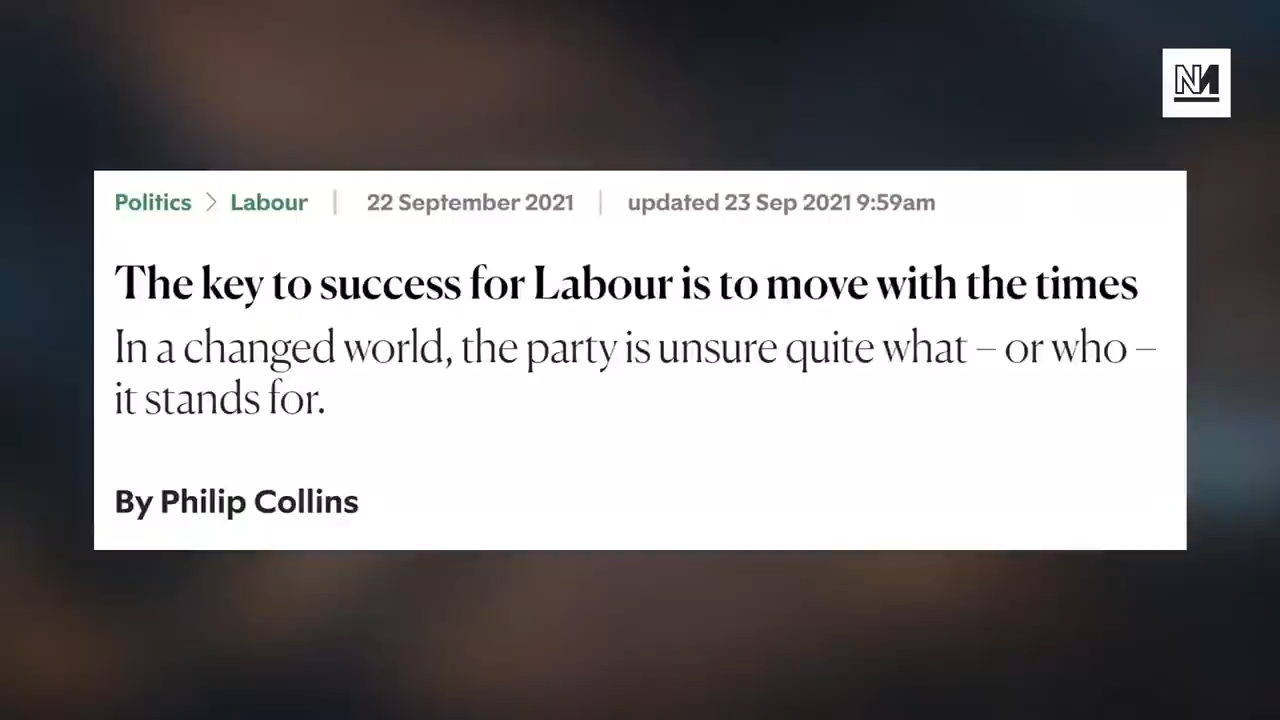 NM
Politics > Labour | 22 September 2021 | updated 23 Sep 2021 9:59am
The key to success for Labour is to move with the times
In a changed world, the party is unsure quite what – or who –
it stands for.
By Philip Collins